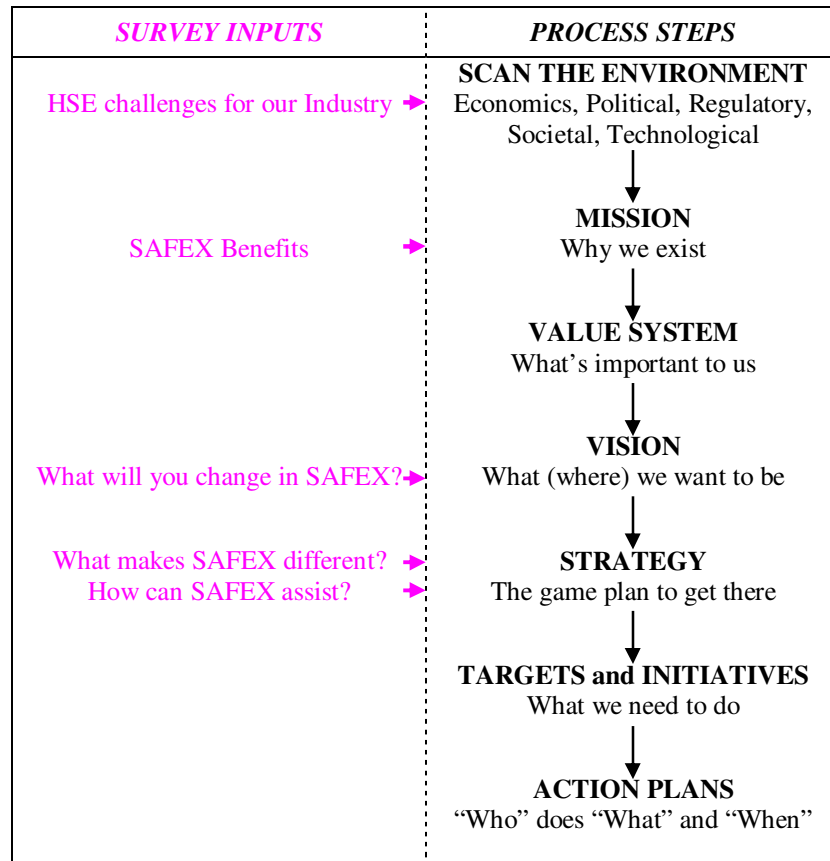 SURVEY INPUTS
PROCESS STEPS
SCAN THE ENVIRONMENT
HSE challenges for our Industry
Economics, Political, Regulatory,
Societal, Technological
MISSION
SAFEX Benefits
Why we exist
VALUE SYSTEM
What’s important to us
VISION
What will you change in SAFEX?
What (where) we want to be
What makes SAFEX different?
STRATEGY
How can SAFEX assist?
The game plan to get there
TARGETS and INITIATIVES
What we need to do
ACTION PLANS
“Who” does “What” and “When”